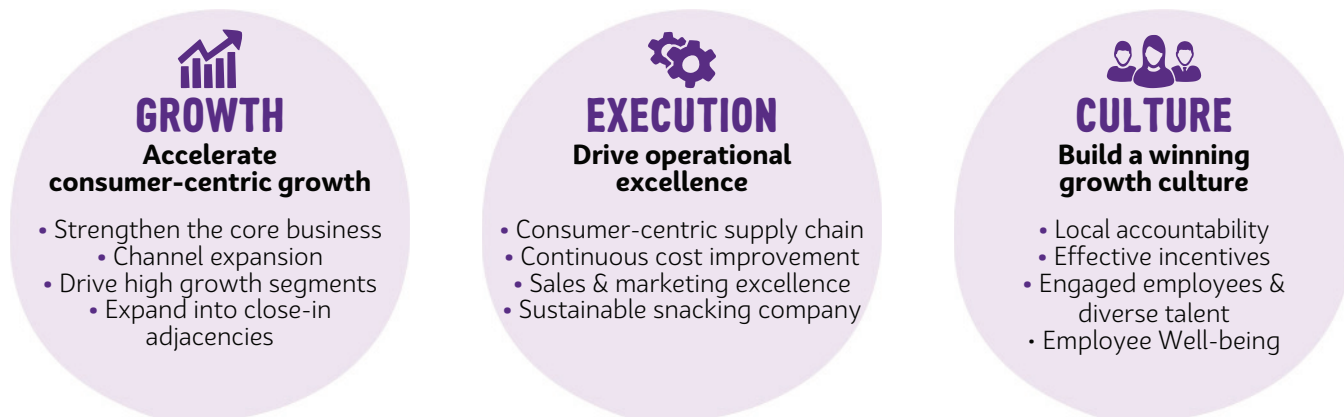 GROWTH
Accelerate
consumer-centric growth
• Strengthen the core business
• Channel expansion
• Drive high growth segments
• Expand into close-in
adjacencies
EXECUTION
Drive operational
excellence
• Consumer-centric supply chain
• Continuous cost improvement
• Sales & marketing excellence
• Sustainable snacking company
CULTURE
Build a winning
growth culture
• Local accountability
• Effective incentives
• Engaged employees &
diverse talent
• Employee Well-being